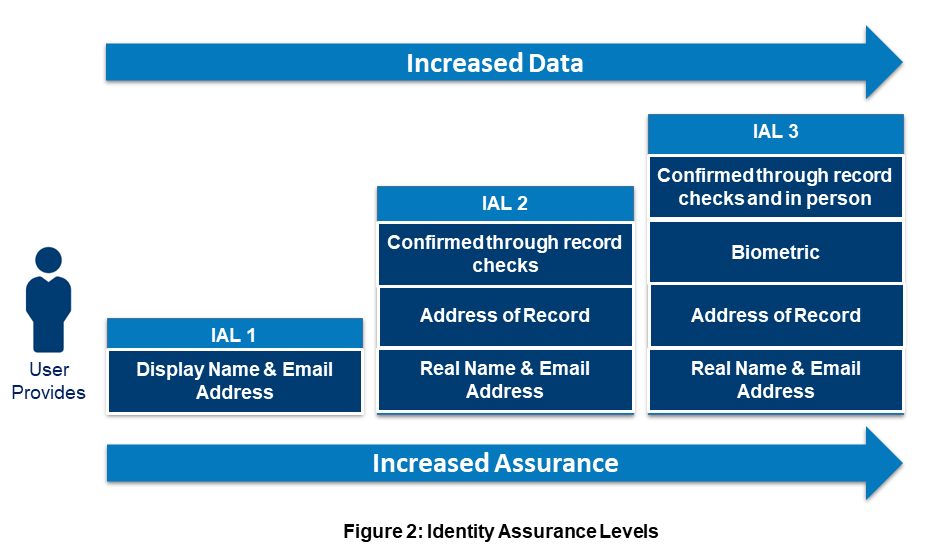 Increased Data
IAL 3
Confirmed through record
checks and in person
Biometric
Address of Record
Real Name & Email
Address
IAL 2
Confirmed through record
checks
Address of Record
Real Name & Email
Address
IAL 1
Display Name & Email
Address
User
Provides
Increased Assurance
Figure 2: Identity Assurance Levels